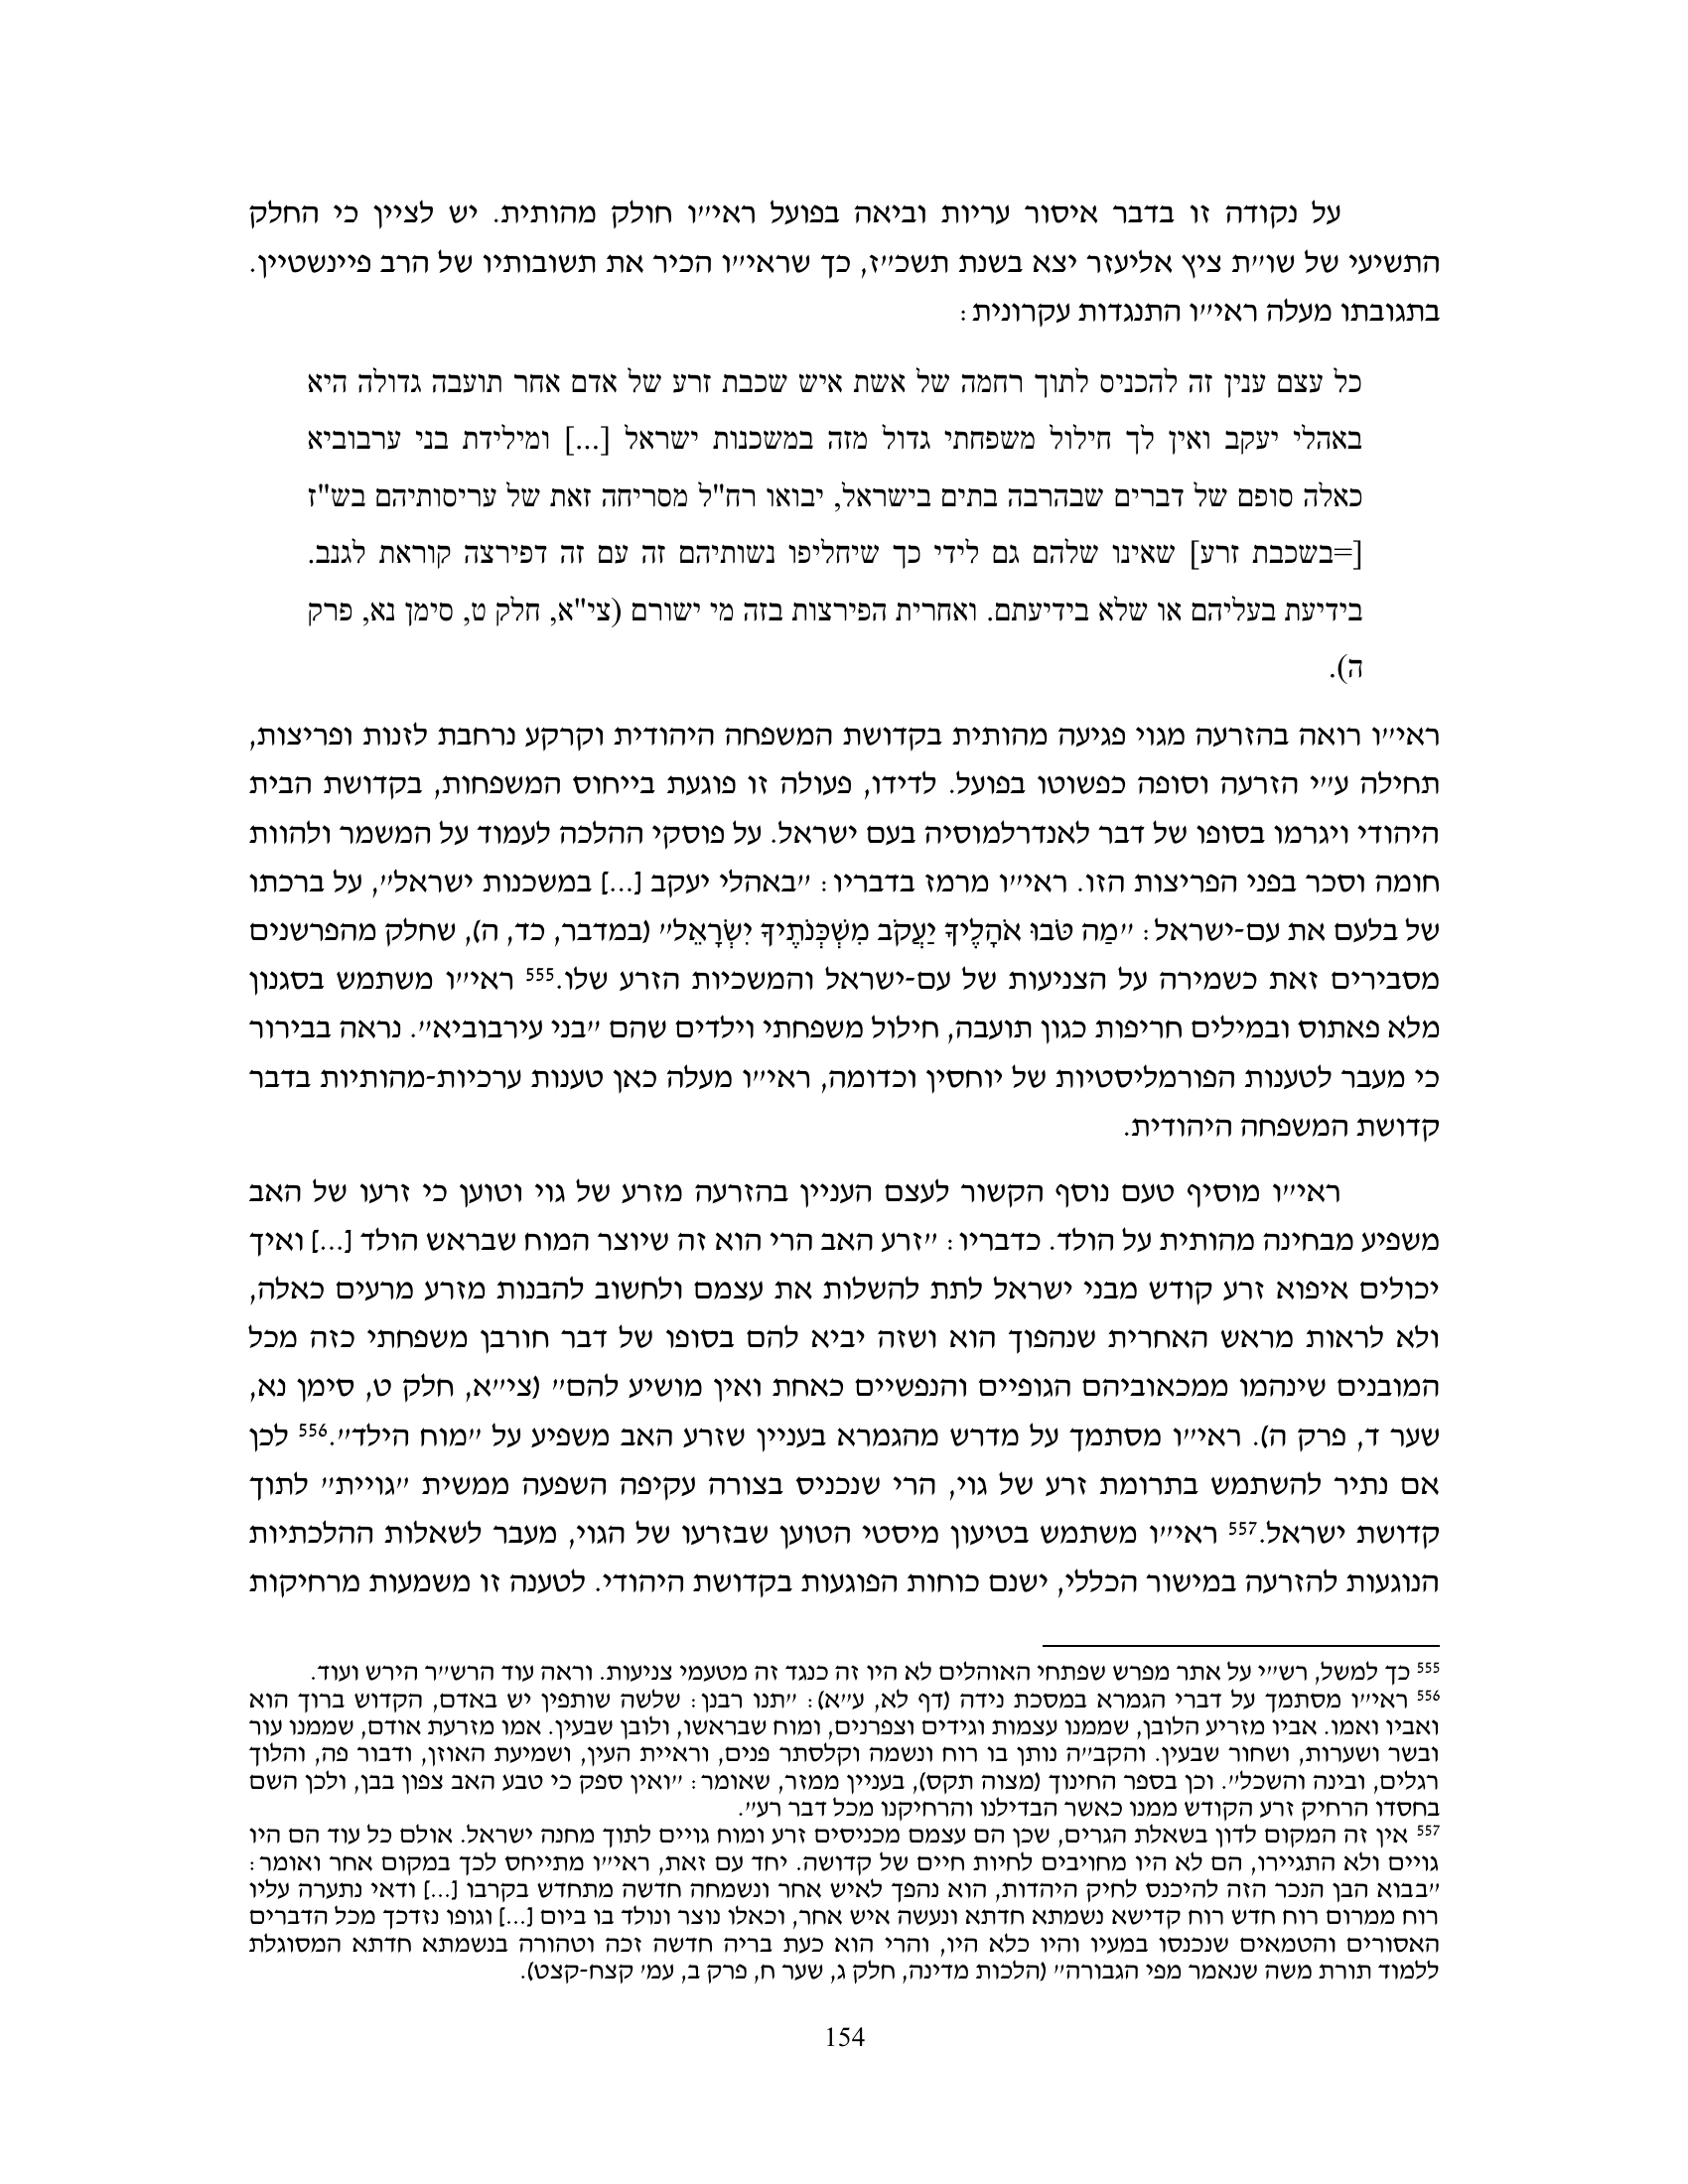 על נקודה זו בדבר איסור עריות וביאה בפועל ראי״ו חולק מהותית. יש לציין כי החלק
התשיעי של שו״ת ציץ אליעזר יצא בשנת תשכ״ז, כך שראי״ו הכיר את תשובותיו של הרב פיינשטיין.
בתגובתו מעלה ראי״ו התנגדות עקרונית:
כל עצם ענין זה להכניס לתוך רחמה של אשת איש שכבת זרע של אדם אחר תועבה גדולה היא
באהלי יעקב ואין לך חילול משפחתי גדול מזה במשכנות ישראל [...] ומילידת בני ערבוביא
כאלה סופם של דברים שבהרבה בתים בישראל, יבואו רח"ל מסריחה זאת של עריסותיהם בש"ז
[=בשכבת זרע] שאינו שלהם גם לידי כך שיחליפו נשותיהם זה עם זה דפירצה קוראת לגנב.
בידיעת בעליהם או שלא בידיעתם. ואחרית הפירצות בזה מי ישורם (צי"א, חלק ט, סימן נא, פרק
ה).
ראי״ו רואה בהזרעה מגוי פגיעה מהותית בקדושת המשפחה היהודית וקרקע נרחבת לזנות ופריצות,
תחילה ע״י הזרעה וסופה כפשוטו בפועל. לדידו, פעולה זו פוגעת בייחוס המשפחות, בקדושת הבית
היהודי ויגרמו בסופו של דבר לאנדרלמוסיה בעם ישראל. על פוסקי ההלכה לעמוד על המשמר ולהוות
חומה וסכר בפני הפריצות הזו. ראי״ו מרמז בדבריו: ״באהלי יעקב [...] במשכנות ישראל״, על ברכתו
של בלעם את עם-ישראל: ״מַה טֹּבוּ אֹהָלֶיךָ יַעֲקֹב מִשְׁכְּנֹתֶיךָ יִשְׂרָאֵל״ (במדבר, כד, ה), שחלק מהפרשנים
מסבירים זאת כשמירה על הצניעות של עם-ישראל והמשכיות הזרע שלו.555 ראי״ו משתמש בסגנון
מלא פאתוס ובמילים חריפות כגון תועבה, חילול משפחתי וילדים שהם ״בני עירבוביא״. נראה בבירור
כי מעבר לטענות הפורמליסטיות של יוחסין וכדומה, ראי״ו מעלה כאן טענות ערכיות-מהותיות בדבר
קדושת המשפחה היהודית.
ראי״ו מוסיף טעם נוסף הקשור לעצם העניין בהזרעה מזרע של גוי וטוען כי זרעו של האב
משפיע מבחינה מהותית על הולד. כדבריו: ״זרע האב הרי הוא זה שיוצר המוח שבראש הולד [...] ואיך
יכולים איפוא זרע קודש מבני ישראל לתת להשלות את עצמם ולחשוב להבנות מזרע מרעים כאלה,
ולא לראות מראש האחרית שנהפוך הוא ושזה יביא להם בסופו של דבר חורבן משפחתי כזה מכל
המובנים שינהמו ממכאוביהם הגופיים והנפשיים כאחת ואין מושיע להם״ (צי״א, חלק ט, סימן נא,
שער ד, פרק ה). ראי״ו מסתמך על מדרש מהגמרא בעניין שזרע האב משפיע על ״מוח הילד״.556 לכן
אם נתיר להשתמש בתרומת זרע של גוי, הרי שנכניס בצורה עקיפה השפעה ממשית ״גויית״ לתוך
קדושת ישראל.557 ראי״ו משתמש בטיעון מיסטי הטוען שבזרעו של הגוי, מעבר לשאלות ההלכתיות
הנוגעות להזרעה במישור הכללי, ישנם כוחות הפוגעות בקדושת היהודי. לטענה זו משמעות מרחיקות
555 כך למשל, רש״י על אתר מפרש שפתחי האוהלים לא היו זה כנגד זה מטעמי צניעות. וראה עוד הרש״ר הירש ועוד.
556 ראי״ו מסתמך על דברי הגמרא במסכת נידה (דף לא, ע״א): ״תנו רבנן: שלשה שותפין יש באדם, הקדוש ברוך הוא
ואביו ואמו. אביו מזריע הלובן, שממנו עצמות וגידים וצפרנים, ומוח שבראשו, ולובן שבעין. אמו מזרעת אודם, שממנו עור
ובשר ושערות, ושחור שבעין. והקב״ה נותן בו רוח ונשמה וקלסתר פנים, וראיית העין, ושמיעת האוזן, ודבור פה, והלוך
רגלים, ובינה והשכל״. וכן בספר החינוך (מצוה תקס), בעניין ממזר, שאומר: ״ואין ספק כי טבע האב צפון בבן, ולכן השם
בחסדו הרחיק זרע הקודש ממנו כאשר הבדילנו והרחיקנו מכל דבר רע״.
557 אין זה המקום לדון בשאלת הגרים, שכן הם עצמם מכניסים זרע ומוח גויים לתוך מחנה ישראל. אולם כל עוד הם היו
גויים ולא התגיירו, הם לא היו מחויבים לחיות חיים של קדושה. יחד עם זאת, ראי״ו מתייחס לכך במקום אחר ואומר:
״בבוא הבן הנכר הזה להיכנס לחיק היהדות, הוא נהפך לאיש אחר ונשמחה חדשה מתחדש בקרבו [...] ודאי נתערה עליו
רוח ממרום רוח חדש רוח קדישא נשמתא חדתא ונעשה איש אחר, וכאלו נוצר ונולד בו ביום [...] וגופו נזדכך מכל הדברים
האסורים והטמאים שנכנסו במעיו והיו כלא היו, והרי הוא כעת בריה חדשה זכה וטהורה בנשמתא חדתא המסוגלת
ללמוד תורת משה שנאמר מפי הגבורה״ (הלכות מדינה, חלק ג, שער ח, פרק ב, עמ׳ קצח-קצט).
154